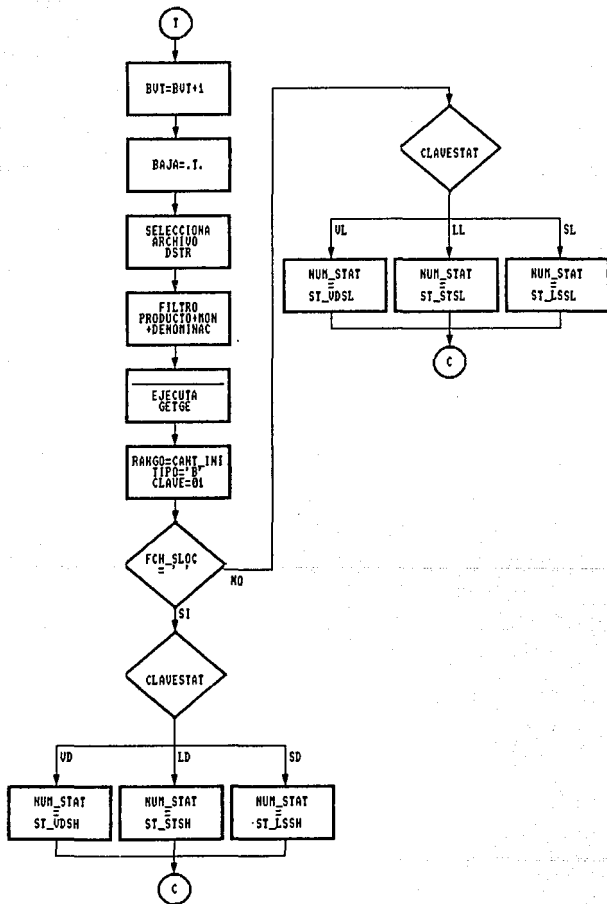 T
BVT=BVT+1
BAJA=.T.
SELECCIONA
ARCHIVO
DSTR
FILTRO
PRODUCTO+MON
+DENOMINAC
EJECUTA
GETGE
RANGO=CANT_INI
TIPO='B'
CLAVE=01
FCH_SLOC
= ' '
NO
SI
CLAVESTAT
VD
LD
SD
NUM_STAT
=
ST_VDSH
NUM_STAT
=
ST_STSH
NUM_STAT
=
ST_LSSH
C
CLAVESTAT
VL
LL
SL
NUM_STAT
=
ST_VDSL
NUM_STAT
=
ST_STSL
NUM_STAT
=
ST_LSSL
C